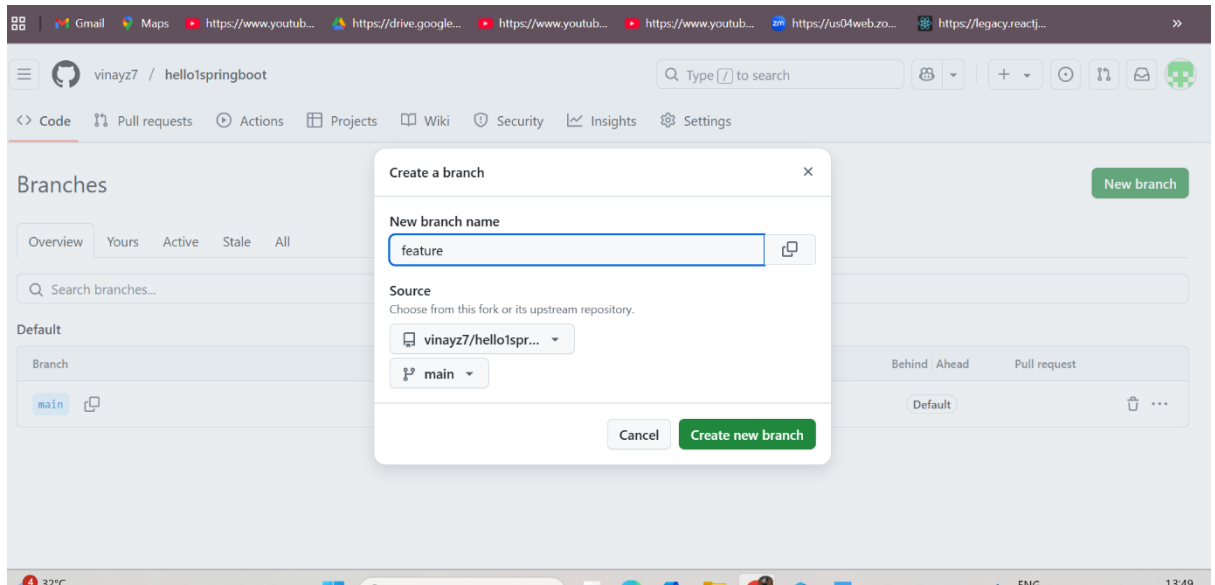 Gmail Maps https://www.youtub... https://drive.google... https://www.youtub... https://www.youtub... zm https://us04web.zo... https://legacy.reactj... »
vinayz7 / hello1springboot Type / to search
<> Code Pull requests Actions Projects Wiki Security Insights Settings
Branches
New branch
Overview Yours Active Stale All
Search branches...
Default
Branch Behind Ahead Pull request
main Default
Create a branch
New branch name
feature
Source
Choose from this fork or its upstream repository.
vinayz7/hello1spr...
main
Cancel Create new branch
4 32°C ENG 13:49